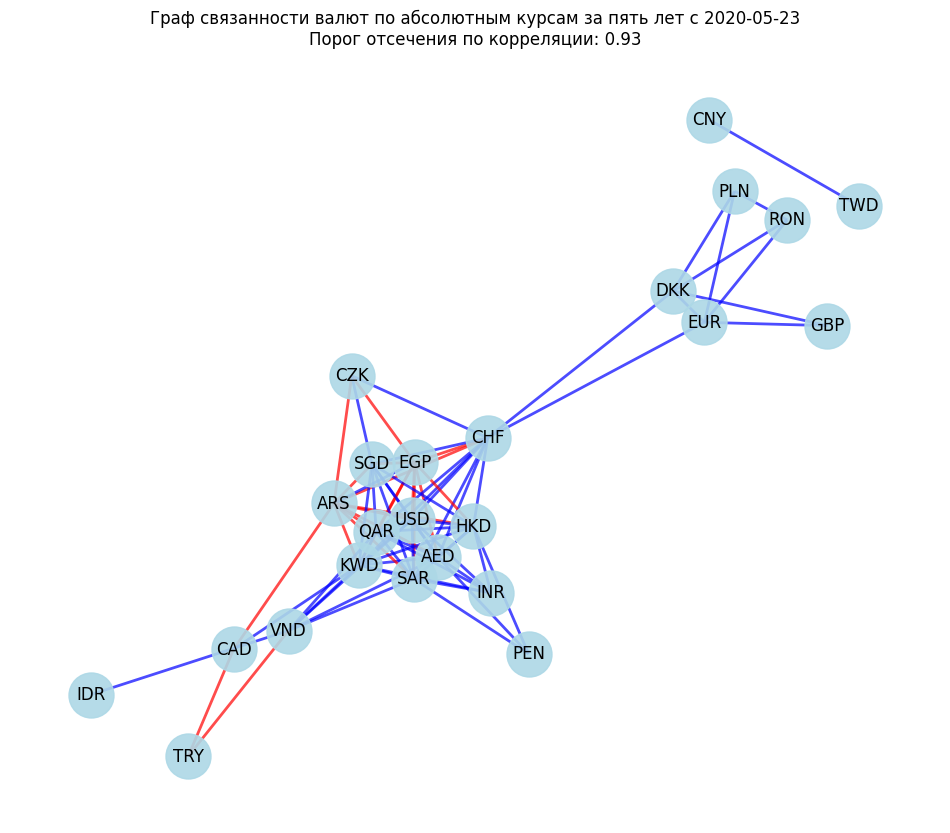 Граф связанности валют по абсолютным курсам за пять лет с 2020-05-23
Порог отсечения по корреляции: 0.93
CNY
PLN
TWD
RON
DKK
EUR
GBP
CZK
CHF
SGD
EGP
ARS
USD
QAR
HKD
AED
KWD
SAR
INR
VND
CAD
PEN
IDR
TRY